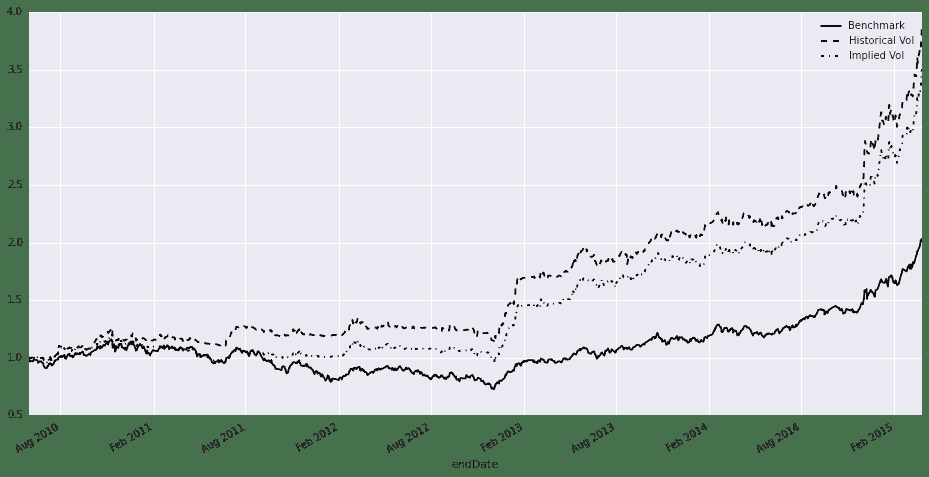 4.0
3.5
3.0
2.5
2.0
1.5
1.0
0.5
Benchmark
Historical Vol
Implied Vol
Aug 2010
Feb 2011
Aug 2011
Feb 2012
Aug 2012
Feb 2013
Aug 2013
Feb 2014
Aug 2014
Feb 2015
endDate